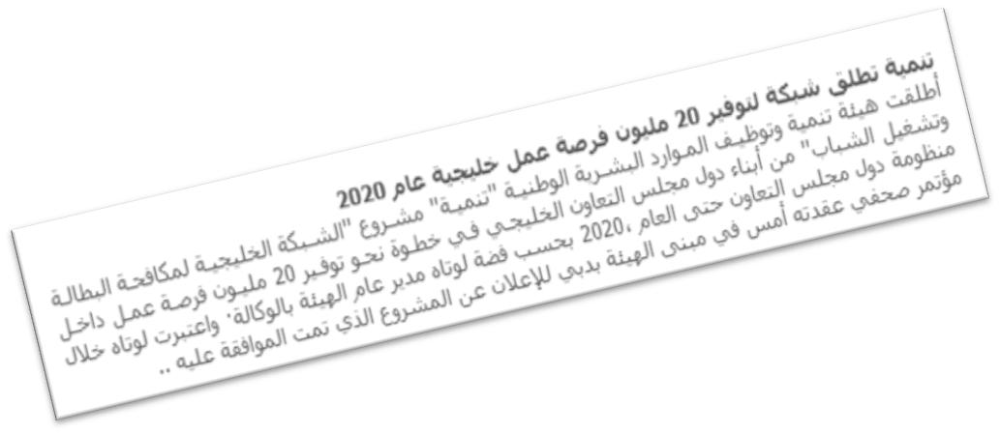 تنمية تطلق شبكة لتوفير 20 مليون فرصة عمل خليجية عام 2020
أطلقت هيئة تنمية وتوظيف الموارد البشرية الوطنية "تنمية" مشروع "الشبكة الخليجية لمكافحة البطالة
وتشغيل الشباب" من أبناء دول مجلس التعاون الخليجي في خطوة نحو توفير 20 مليون فرصة عمل داخل
منظومة دول مجلس التعاون حتى العام ،2020 بحسب فضة لوتاه مدير عام الهيئة بالوكالة. واعتبرت لوتاه خلال
مؤتمر صحفي عقدته أمس في مبنى الهيئة بدبي للإعلان عن المشروع الذي تمت الموافقة عليه ..